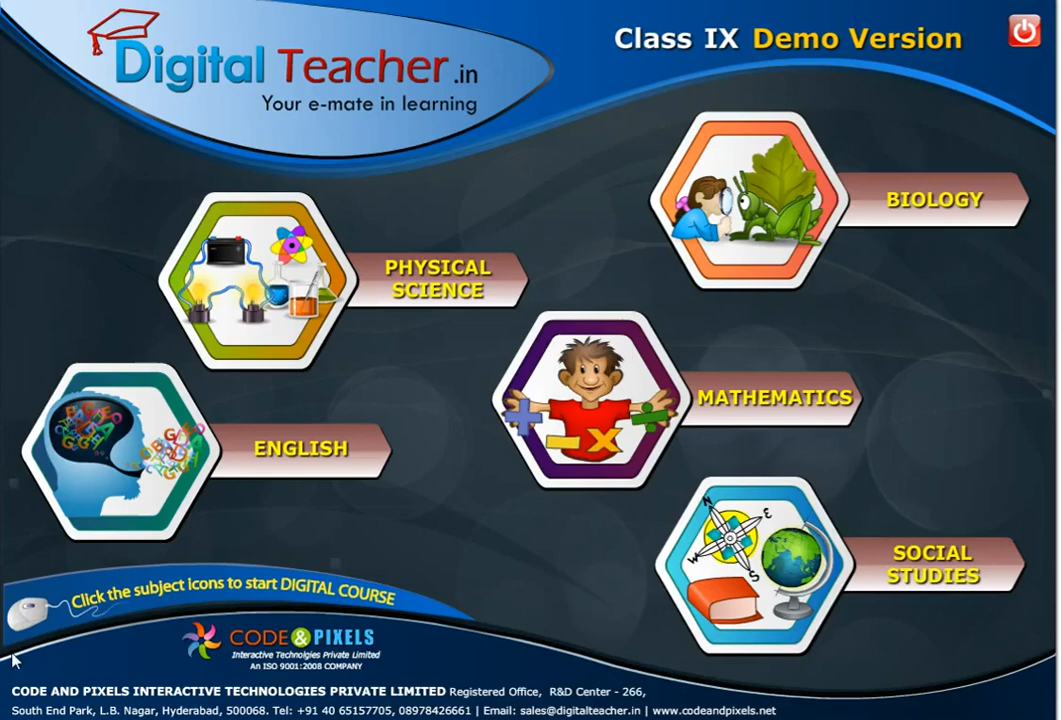 Digital Teacher.in
Your e-mate in learning
Class IX Demo Version
BIOLOGY
PHYSICAL
SCIENCE
MATHEMATICS
ENGLISH
N
E
W
S
SOCIAL
STUDIES
Click the subject icons to start DIGITAL COURSE
CODE & PIXELS
Interactive Technolgies Private Limited
An ISO 9001:2008 COMPANY
CODE AND PIXELS INTERACTIVE TECHNOLOGIES PRIVATE LIMITED Registered Office, R&D Center - 266,
South End Park, L.B. Nagar, Hyderabad, 500068. Tel: +91 40 65157705, 08978426661 | Email: sales@digitalteacher.in | www.codeandpixels.net